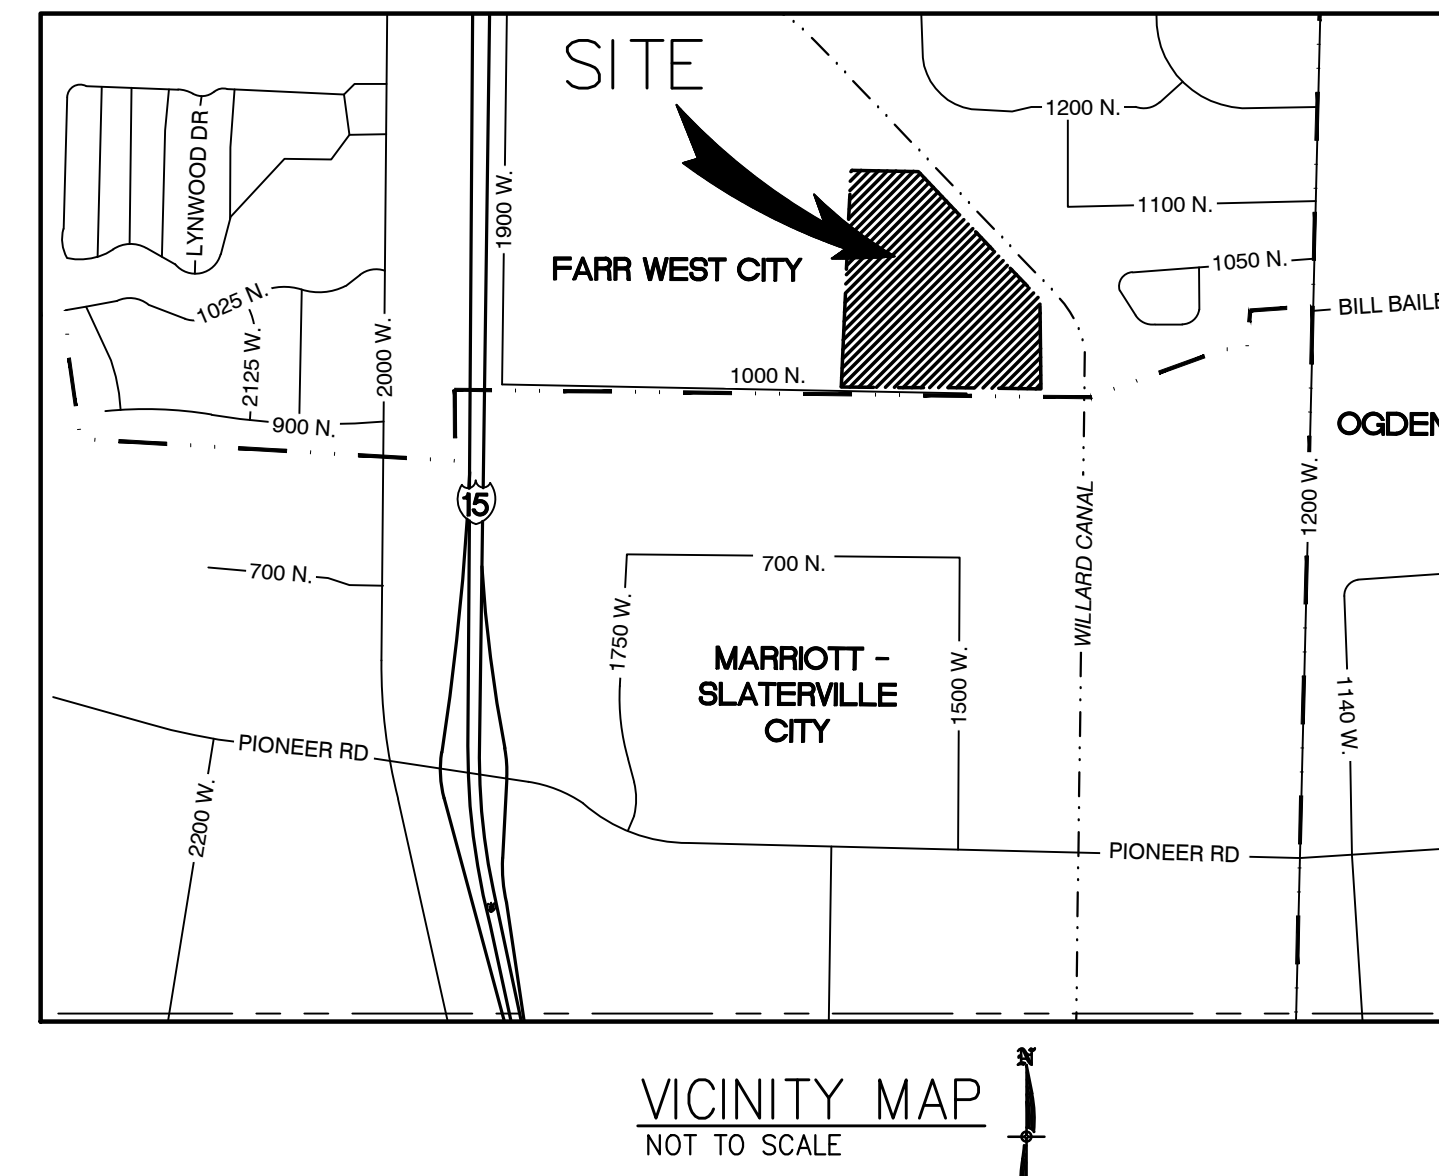 SITE
1200 N.
LYNWOOD DR
1900 W.
1100 N.
FARR WEST CITY
1050 N.
1025 N.
BILL BAILE
2125 W.
2000 W.
1000 N.
900 N.
OGDEN
15
1200 W.
WILLARD CANAL
700 N.
700 N.
1750 W.
MARRIOTT -
SLATERVILLE
CITY
1500 W.
1140 W.
PIONEER RD
2200 W.
PIONEER RD
N
VICINITY MAP
NOT TO SCALE